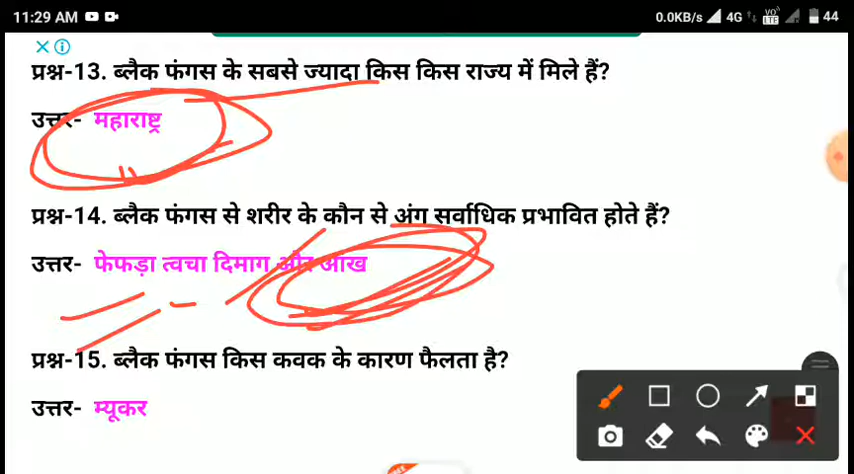 11:29 AM
0.0KB/s 4G VoLTE 44
प्रश्न-13. ब्लैक फंगस के सबसे ज्यादा किस किस राज्य में मिले हैं?
उत्तर- महाराष्ट्र
प्रश्न-14. ब्लैक फंगस से शरीर के कौन से अंग सर्वाधिक प्रभावित होते हैं?
उत्तर- फेफड़ा त्वचा दिमाग और आंख
प्रश्न-15. ब्लैक फंगस किस कवक के कारण फैलता है?
उत्तर- म्यूकर